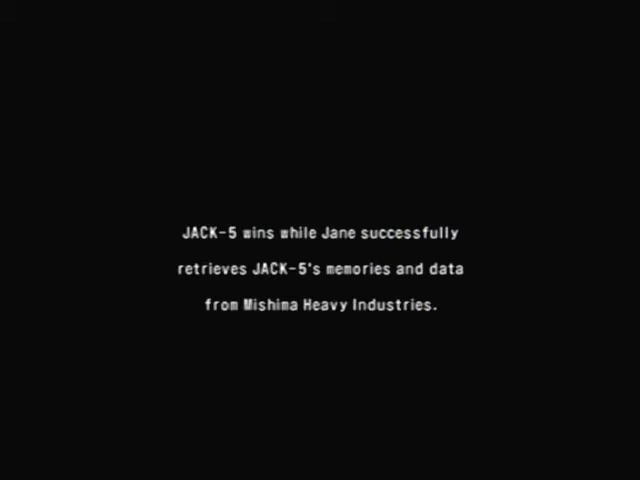 JACK-5 wins while Jane successfully
retrieves JACK-5's memories and data
from Mishima Heavy Industries.